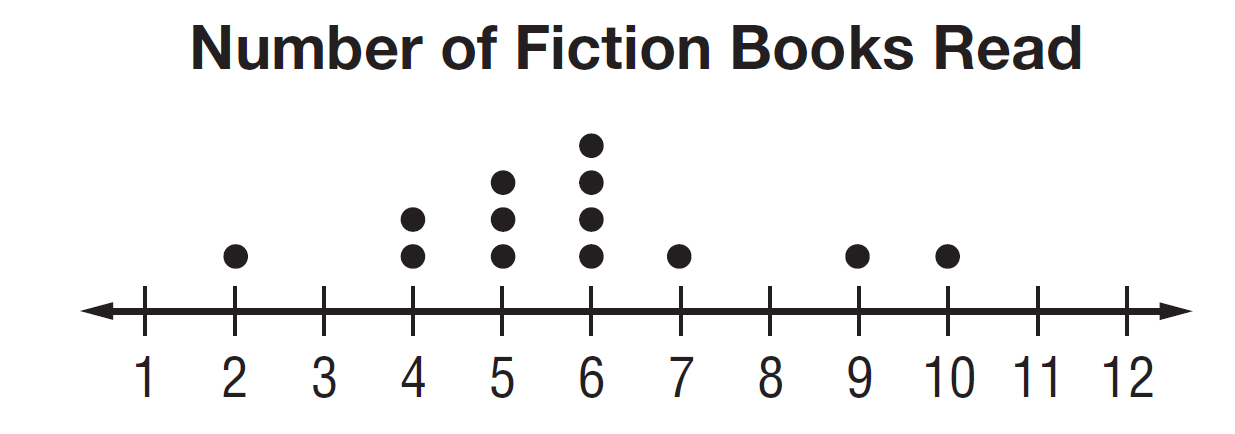 Number of Fiction Books Read
1 2 3 4 5 6 7 8 9 10 11 12